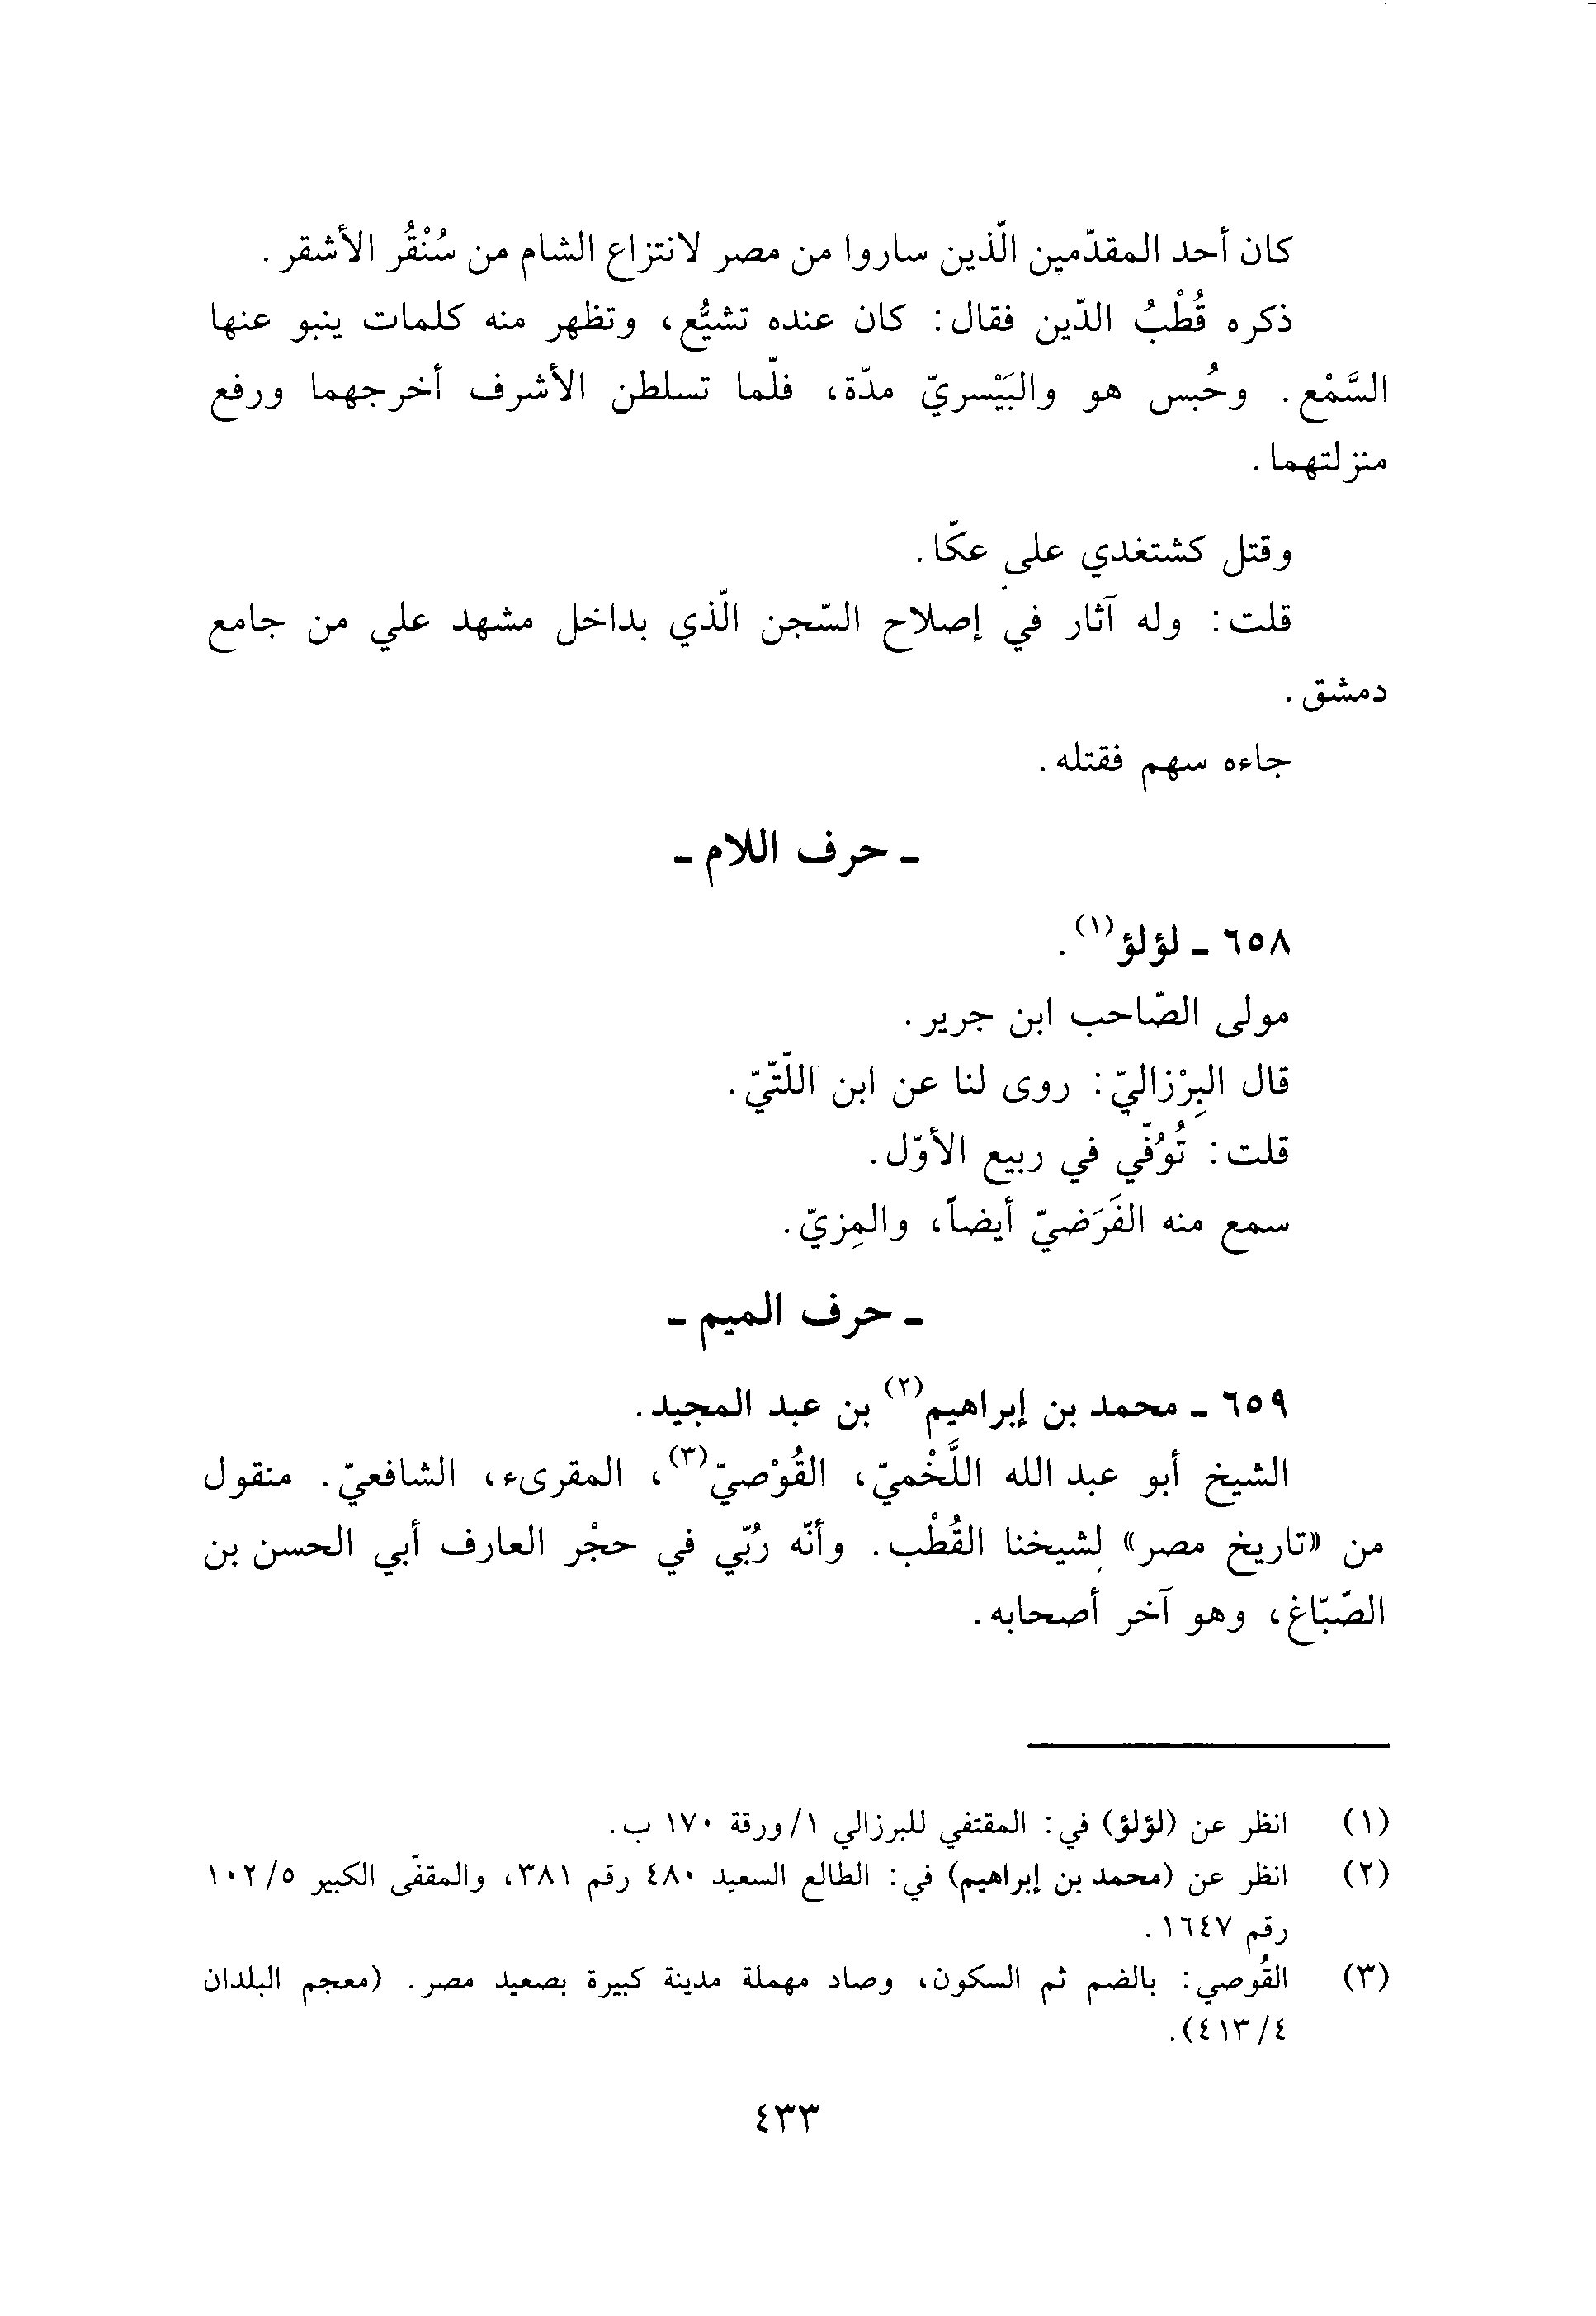 كان أحد المقدّمين الّذين ساروا من مصر لانتزاع الشام من سُنْقُر الأشقر.
ذكره قُطْبُ الدّين فقال: كان عنده تشيُّع، وتظهر منه كلمات ينبو عنها
السَّمْع. وحُبس هو والبَيْسريّ مدّة، فلّما تسلطن الأشرف أخرجهما ورفع
منزلتهما.
وقتل كشتغدي على عكّا.
قلت: وله آثار في إصلاح السّجن الّذي بداخل مشهد علي من جامع
دمشق.
جاءه سهم فقتله.
ـ حرف اللام ـ
٦٥٨ ـ لؤلؤ(١).
مولى الصّاحب ابن جرير.
قال البِرْزاليّ: روى لنا عن ابن اللّتّيّ.
قلت: تُوُفّي في ربيع الأوّل.
سمع منه الفَرَضيّ أيضاً، والمِزيّ.
ـ حرف الميم ـ
٦٥٩ ـ محمد بن إبراهيم(٢) بن عبد المجيد.
الشيخ أبو عبد الله اللَّخْميّ، القُوْصيّ(٣)، المقرىء، الشافعيّ. منقول
من «تاريخ مصر» لِشيخنا القُطْب. وأنّه رُبّي في حجْر العارف أبي الحسن بن
الصّبّاغ، وهو آخر أصحابه.
(١) انظر عن (لؤلؤ) في: المقتفي للبرزالي ١/ورقة ١٧٠ ب.
(٢) انظر عن (محمد بن إبراهيم) في: الطالع السعيد ٤٨٠ رقم ٣٨١، والمقفّى الكبير ١٠٢/٥
رقم ١٦٤٧.
(٣) القُوصي: بالضم ثم السكون، وصاد مهملة مدينة كبيرة بصعيد مصر. (معجم البلدان
٤/٤١٣).
٤٣٣